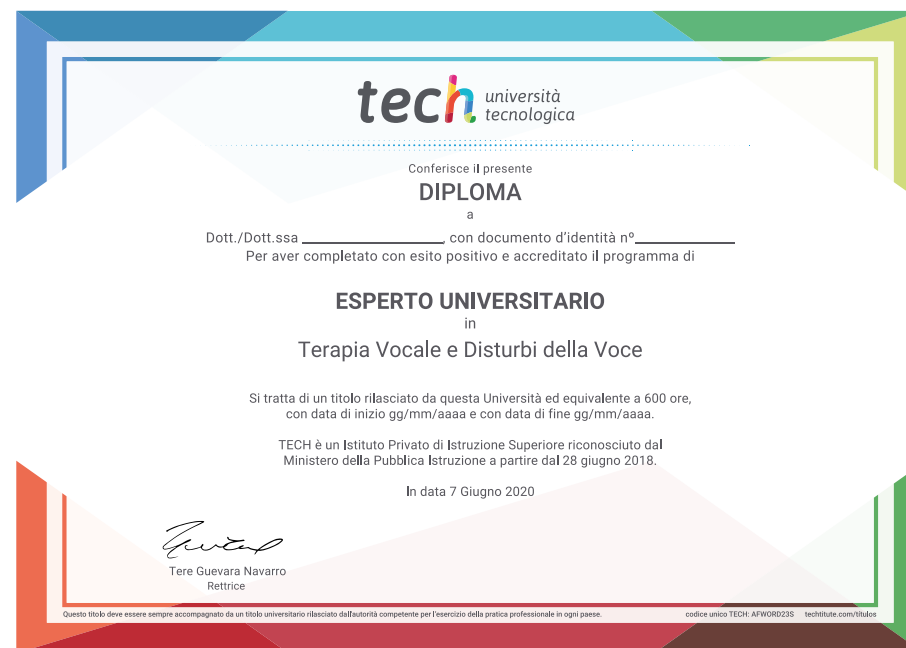 tech università
tecnologica
Conferisce il presente
DIPLOMA
a
Dott./Dott.ssa ____________________, con documento d'identità nº______________
Per aver completato con esito positivo e accreditato il programma di
ESPERTO UNIVERSITARIO
in
Terapia Vocale e Disturbi della Voce
Si tratta di un titolo rilasciato da questa Università ed equivalente a 600 ore,
con data di inizio gg/mm/aaaa e con data di fine gg/mm/aaaa.
TECH è un Istituto Privato di Istruzione Superiore riconosciuto dal
Ministero della Pubblica Istruzione a partire dal 28 giugno 2018.
In data 7 Giugno 2020
Tere Guevara Navarro
Rettrice
Questo titolo deve essere sempre accompagnato da un titolo universitario rilasciato dall'autorità competente per l'esercizio della pratica professionale in ogni paese. codice unico TECH: AFWORD23S techtitute.com/titulos